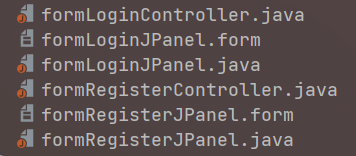 formLoginController.java
formLoginJPanel.form
formLoginJPanel.java
formRegisterController.java
formRegisterJPanel.form
formRegisterJPanel.java